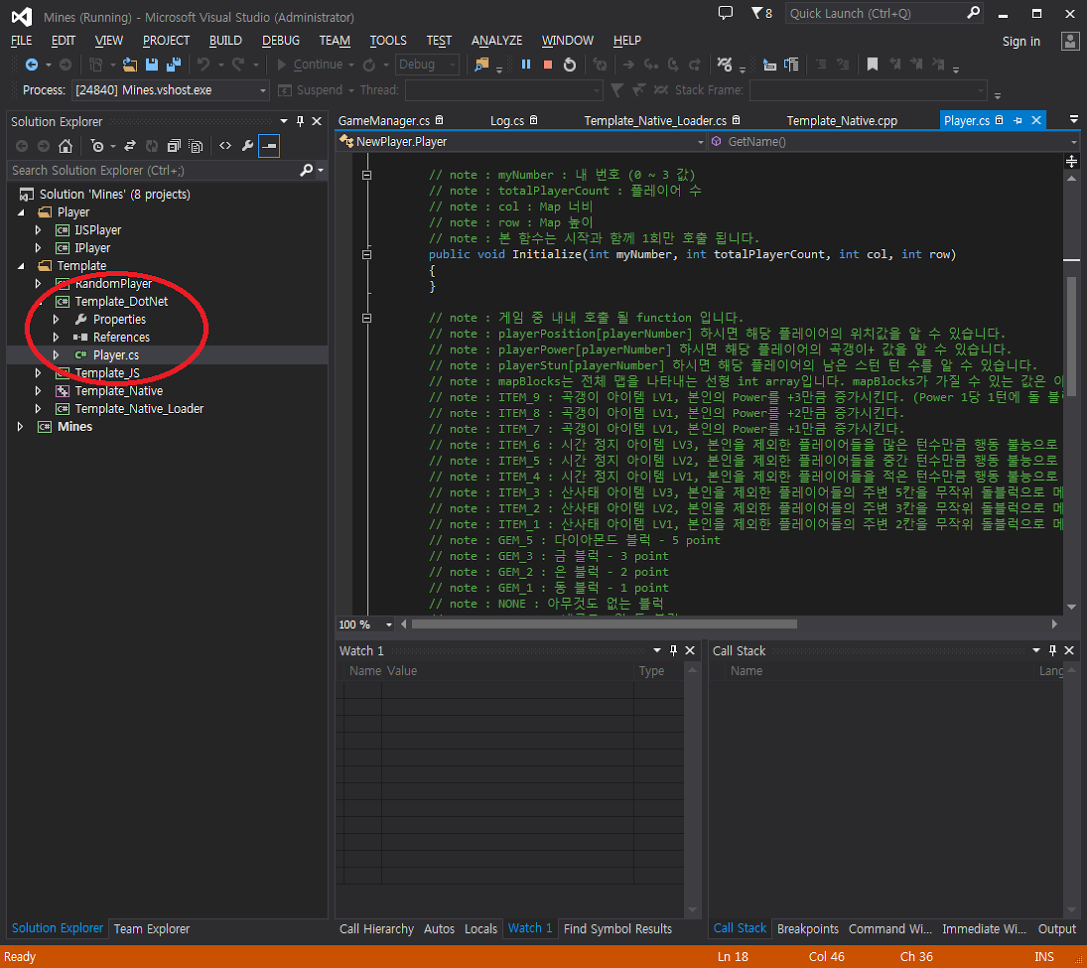 Mines (Running) - Microsoft Visual Studio (Administrator)
8
Quick Launch (Ctrl+Q)
FILE EDIT VIEW PROJECT BUILD DEBUG TEAM TOOLS TEST ANALYZE WINDOW HELP
Sign in
Continue Debug
Process: [24840] Mines.vshost.exe Suspend Thread: Stack Frame:
Solution Explorer
Search Solution Explorer (Ctrl+;)
Solution 'Mines' (8 projects)
Player
IJSPlayer
IPlayer
Template
RandomPlayer
Template_DotNet
Properties
References
Player.cs
Template_JS
Template_Native
Template_Native_Loader
Mines
Solution Explorer Team Explorer
GameManager.cs Log.cs Template_Native_Loader.cs Template_Native.cpp Player.cs
NewPlayer.Player GetName()
// note : myNumber : 내 번호 (0 ~ 3 값)
// note : totalPlayerCount : 플레이어 수
// note : col : Map 너비
// note : row : Map 높이
// note : 본 함수는 시작과 함께 1회만 호출 됩니다.
public void Initialize(int myNumber, int totalPlayerCount, int col, int row)
{
}
// note : 게임 중 내내 호출 될 function 입니다.
// note : playerPosition[playerNumber] 하시면 해당 플레이어의 위치값을 알 수 있습니다.
// note : playerPower[playerNumber] 하시면 해당 플레이어의 곡갱이+ 값을 알 수 있습니다.
// note : playerStun[playerNumber] 하시면 해당 플레이어의 남은 스턴 턴 수를 알 수 있습니다.
// note : mapBlocks는 전체 맵을 나타내는 선형 int array입니다. mapBlocks가 가질 수 있는 값은 이
// note : ITEM_9 : 곡갱이 아이템 LV1, 본인의 Power를 +3만큼 증가시킨다. (Power 1당 1턴에 돌 블
// note : ITEM_8 : 곡갱이 아이템 LV1, 본인의 Power를 +2만큼 증가시킨다.
// note : ITEM_7 : 곡갱이 아이템 LV1, 본인의 Power를 +1만큼 증가시킨다.
// note : ITEM_6 : 시간 정지 아이템 LV3, 본인을 제외한 플레이어들을 많은 턴수만큼 행동 불능으로
// note : ITEM_5 : 시간 정지 아이템 LV2, 본인을 제외한 플레이어들을 중간 턴수만큼 행동 불능으로
// note : ITEM_4 : 시간 정지 아이템 LV1, 본인을 제외한 플레이어들을 적은 턴수만큼 행동 불능으로
// note : ITEM_3 : 산사태 아이템 LV3, 본인을 제외한 플레이어들의 주변 5칸을 무작위 돌블럭으로 메
// note : ITEM_2 : 산사태 아이템 LV2, 본인을 제외한 플레이어들의 주변 3칸을 무작위 돌블럭으로 메
// note : ITEM_1 : 산사태 아이템 LV1, 본인을 제외한 플레이어들의 주변 2칸을 무작위 돌블럭으로 메
// note : GEM_5 : 다이아몬드 블럭 - 5 point
// note : GEM_3 : 금 블럭 - 3 point
// note : GEM_2 : 은 블럭 - 2 point
// note : GEM_1 : 동 블럭 - 1 point
// note : NONE : 아무것도 없는 블럭
100 %
Watch 1
Name Value Type
Call Stack
Name Lang
Call Hierarchy Autos Locals Watch 1 Find Symbol Results
Call Stack Breakpoints Command Wi... Immediate Wi... Output
Ready Ln 18 Col 46 Ch 36 INS